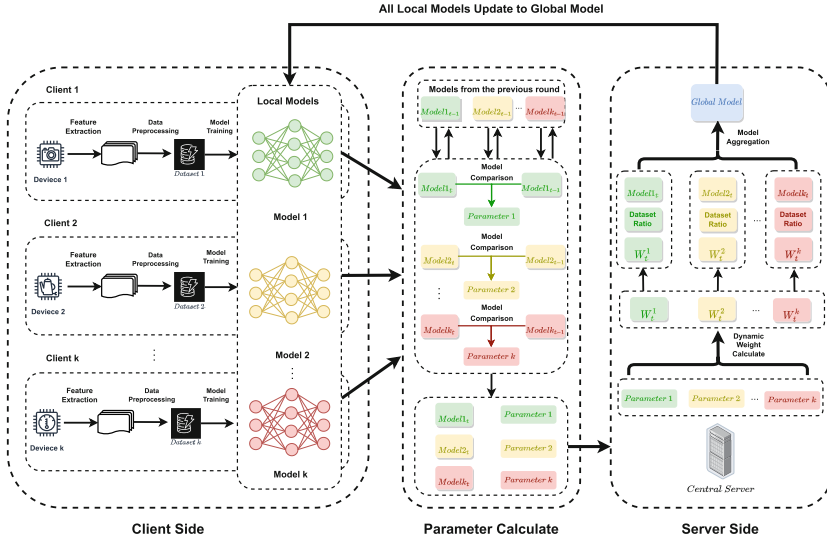 All Local Models Update to Global Model
Client 1
Feature
Extraction
Data
Preprocessing
Model
Training
Deviece 1
Dataset 1
Client 2
Feature
Extraction
Data
Preprocessing
Model
Training
Deviece 2
Dataset 2
⋮
Client k
Feature
Extraction
Data
Preprocessing
Model
Training
Deviece k
Dataset k
Local Models
Model 1
Model 2
⋮
Model k
Client Side
Models from the previous round
Model1ₜ₋₁
Model2ₜ₋₁
...
Modelkₜ₋₁
Model
Comparison
Model1ₜ
Model1ₜ₋₁
Parameter 1
Model
Comparison
Model2ₜ
Model2ₜ₋₁
Parameter 2
⋮
Model
Comparison
Modelkₜ
Modelkₜ₋₁
Parameter k
Model1ₜ
Parameter 1
Model2ₜ
Parameter 2
Modelkₜ
Parameter k
Parameter Calculate
Global Model
Model
Aggregation
Model1ₜ
Model2ₜ
Modelkₜ
Dataset
Ratio
Dataset
Ratio
...
Dataset
Ratio
Wₜ¹
Wₜ²
Wₜᵏ
Wₜ¹
Wₜ²
...
Wₜᵏ
Dynamic
Weight
Calculate
Parameter 1
Parameter 2
...
Parameter k
Central Server
Server Side